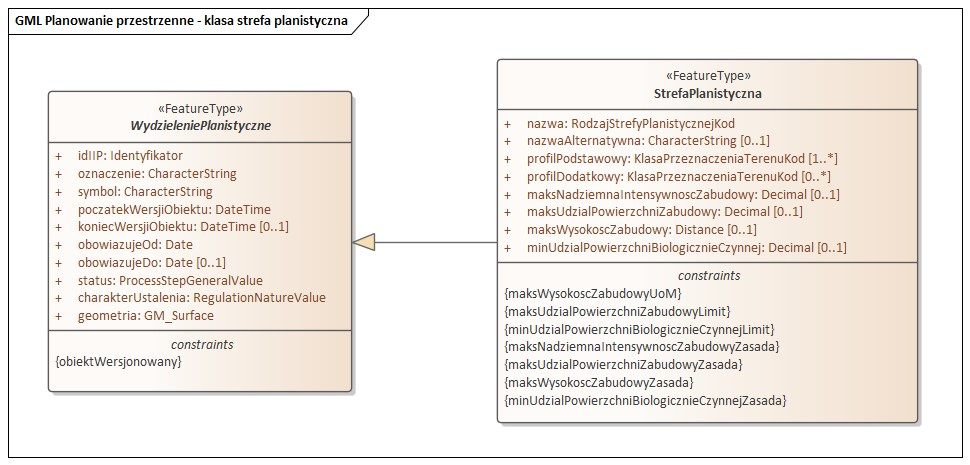 GML Planowanie przestrzenne - klasa strefa planistyczna
«FeatureType»
WydzieleniePlanistyczne
+ idIIP: Identyfikator
+ oznaczenie: CharacterString
+ symbol: CharacterString
+ poczatekWersjiObiektu: DateTime
+ koniecWersjiObiektu: DateTime [0..1]
+ obowiazujeOd: Date
+ obowiazujeDo: Date [0..1]
+ status: ProcessStepGeneralValue
+ charakterUstalenia: RegulationNatureValue
+ geometria: GM_Surface
constraints
{obiektWersjonowany}
«FeatureType»
StrefaPlanistyczna
+ nazwa: RodzajStrefyPlanistycznejKod
+ nazwaAlternatywna: CharacterString [0..1]
+ profilPodstawowy: KlasaPrzeznaczeniaTerenuKod [1..*]
+ profilDodatkowy: KlasaPrzeznaczeniaTerenuKod [0..*]
+ maksNadziemnaIntensywnoscZabudowy: Decimal [0..1]
+ maksUdzialPowierzchniZabudowy: Decimal [0..1]
+ maksWysokoscZabudowy: Distance [0..1]
+ minUdzialPowierzchniBiologicznieCzynnej: Decimal [0..1]
constraints
{maksWysokoscZabudowyUoM}
{maksUdzialPowierzchniZabudowyLimit}
{minUdzialPowierzchniBiologicznieCzynnejLimit}
{maksNadziemnaIntensywnoscZabudowyZasada}
{maksUdzialPowierzchniZabudowyZasada}
{maksWysokoscZabudowyZasada}
{minUdzialPowierzchniBiologicznieCzynnejZasada}